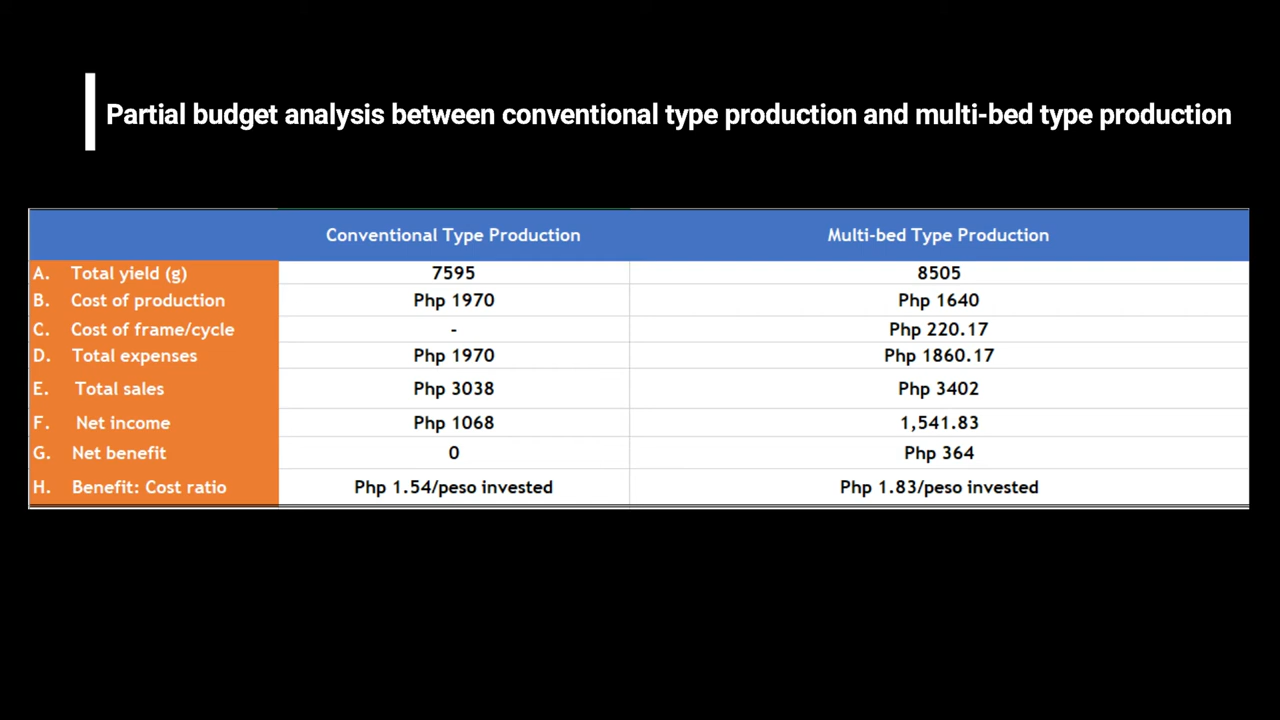 Partial budget analysis between conventional type production and multi-bed type production
Conventional Type Production Multi-bed Type Production
A. Total yield (g) 7595 8505
B. Cost of production Php 1970 Php 1640
C. Cost of frame/cycle - Php 220.17
D. Total expenses Php 1970 Php 1860.17
E. Total sales Php 3038 Php 3402
F. Net income Php 1068 1,541.83
G. Net benefit 0 Php 364
H. Benefit: Cost ratio Php 1.54/peso invested Php 1.83/peso invested